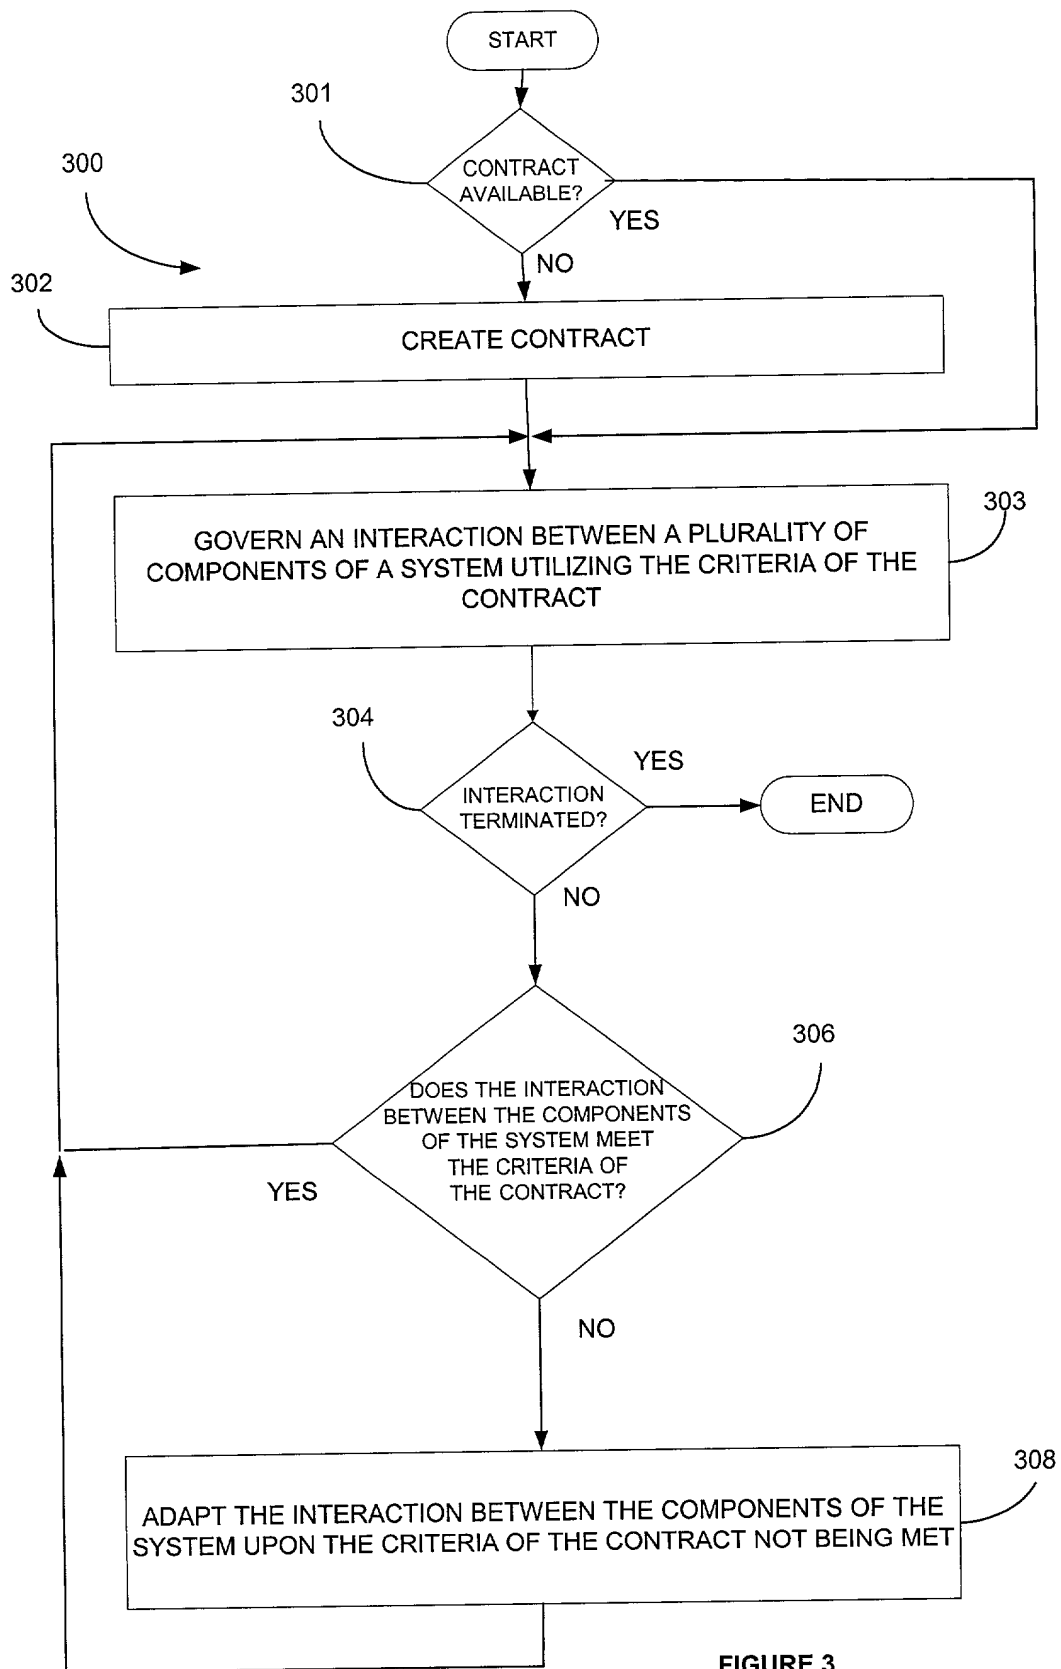 START
301
CONTRACT
AVAILABLE?
300
YES
NO
302
CREATE CONTRACT
303
GOVERN AN INTERACTION BETWEEN A PLURALITY OF
COMPONENTS OF A SYSTEM UTILIZING THE CRITERIA OF THE
CONTRACT
304
YES
INTERACTION
TERMINATED?
END
NO
306
DOES THE INTERACTION
BETWEEN THE COMPONENTS
OF THE SYSTEM MEET
THE CRITERIA OF
THE CONTRACT?
YES
NO
308
ADAPT THE INTERACTION BETWEEN THE COMPONENTS OF THE
SYSTEM UPON THE CRITERIA OF THE CONTRACT NOT BEING MET
FIGURE 3